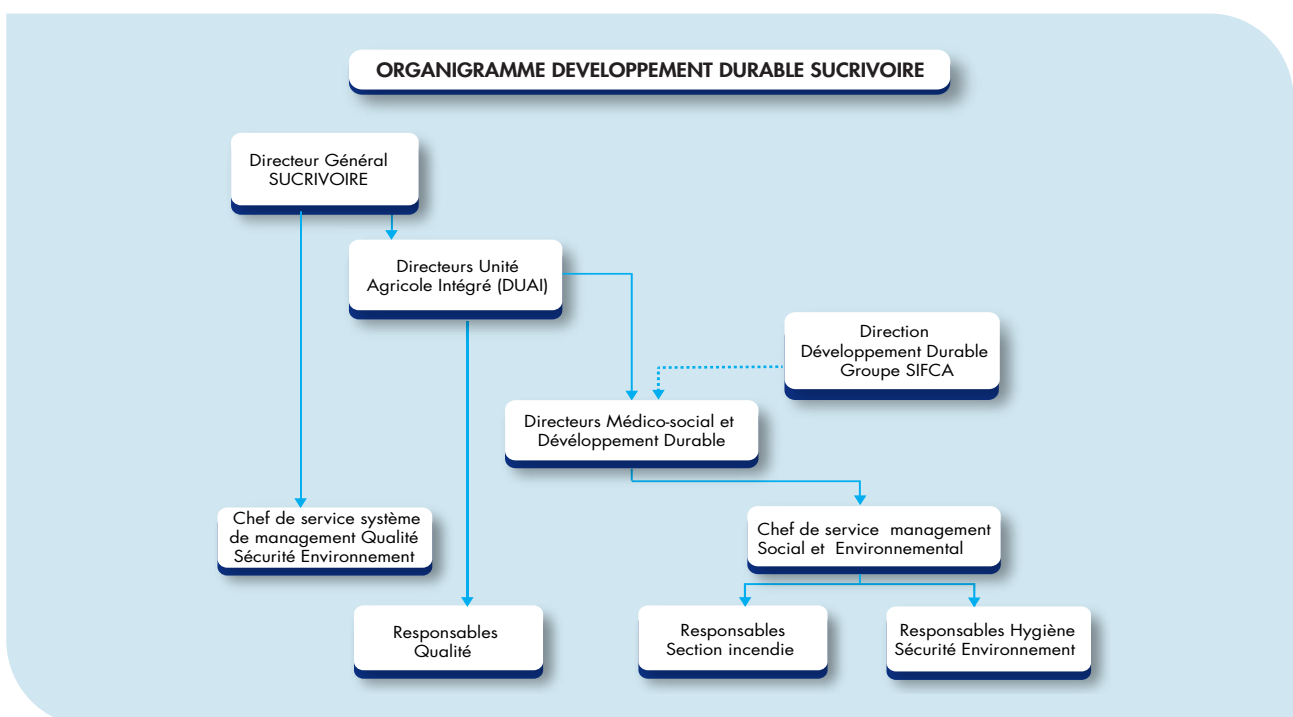 ORGANIGRAMME DEVELOPPEMENT DURABLE SUCRIVOIRE
Directeur Général
SUCRIVOIRE
Directeurs Unité
Agricole Intégré (DUAI)
Direction
Développement Durable
Groupe SIFCA
Directeurs Médico-social et
Dévéloppement Durable
Chef de service système
de management Qualité
Sécurité Environnement
Chef de service management
Social et Environnemental
Responsables
Qualité
Responsables
Section incendie
Responsables Hygiène
Sécurité Environnement